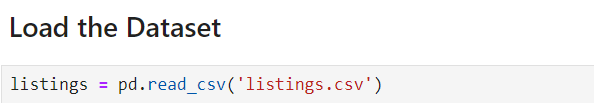 Load the Dataset
listings = pd.read_csv('listings.csv')